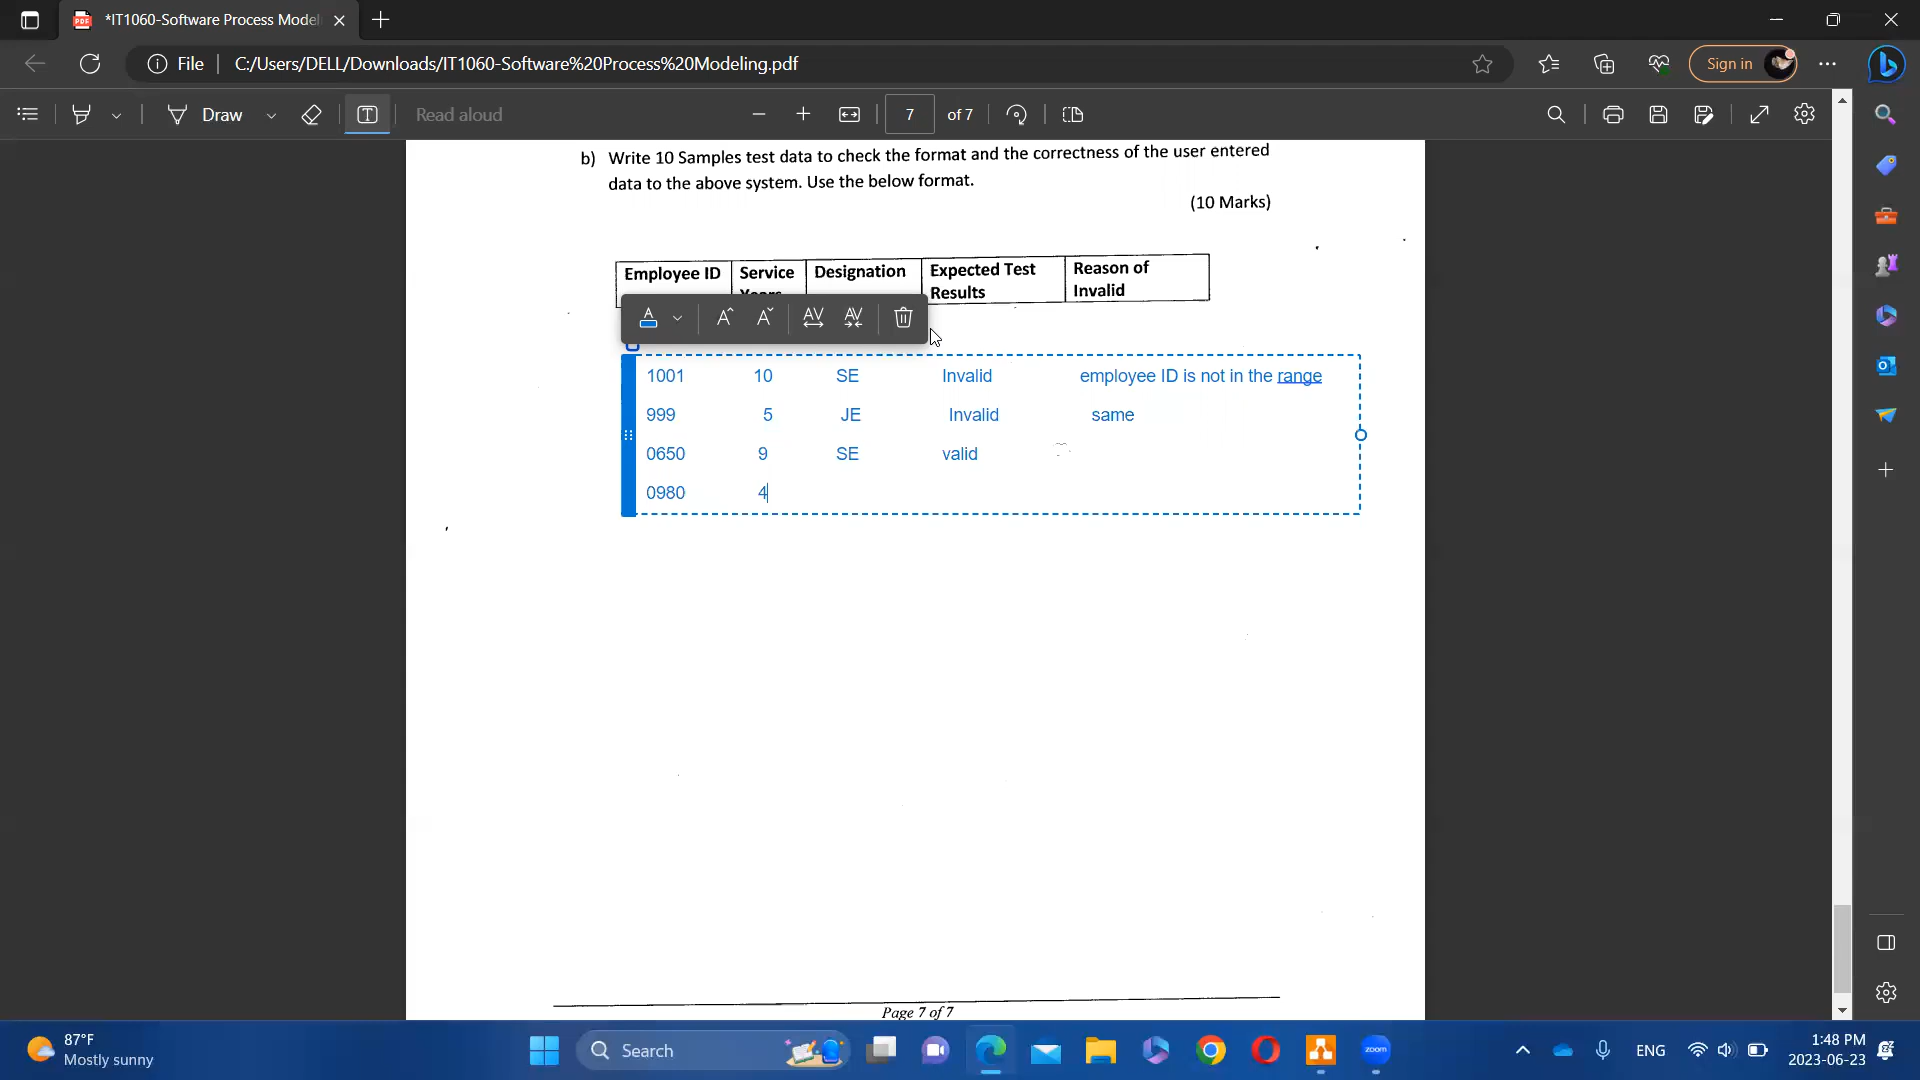 *IT1060-Software Process Model
File
C:/Users/DELL/Downloads/IT1060-Software%20Process%20Modeling.pdf
Sign in
Draw
Read aloud
7
of 7
b) Write 10 Samples test data to check the format and the correctness of the user entered
data to the above system. Use the below format.
(10 Marks)
Employee ID Service Designation Expected Test Reason of
Years Results Invalid
1001 10 SE Invalid employee ID is not in the range
999 5 JE Invalid same
0650 9 SE valid
0980 4
Page 7 of 7
87°F
Mostly sunny
Search
zoom
ENG
1:48 PM
2023-06-23